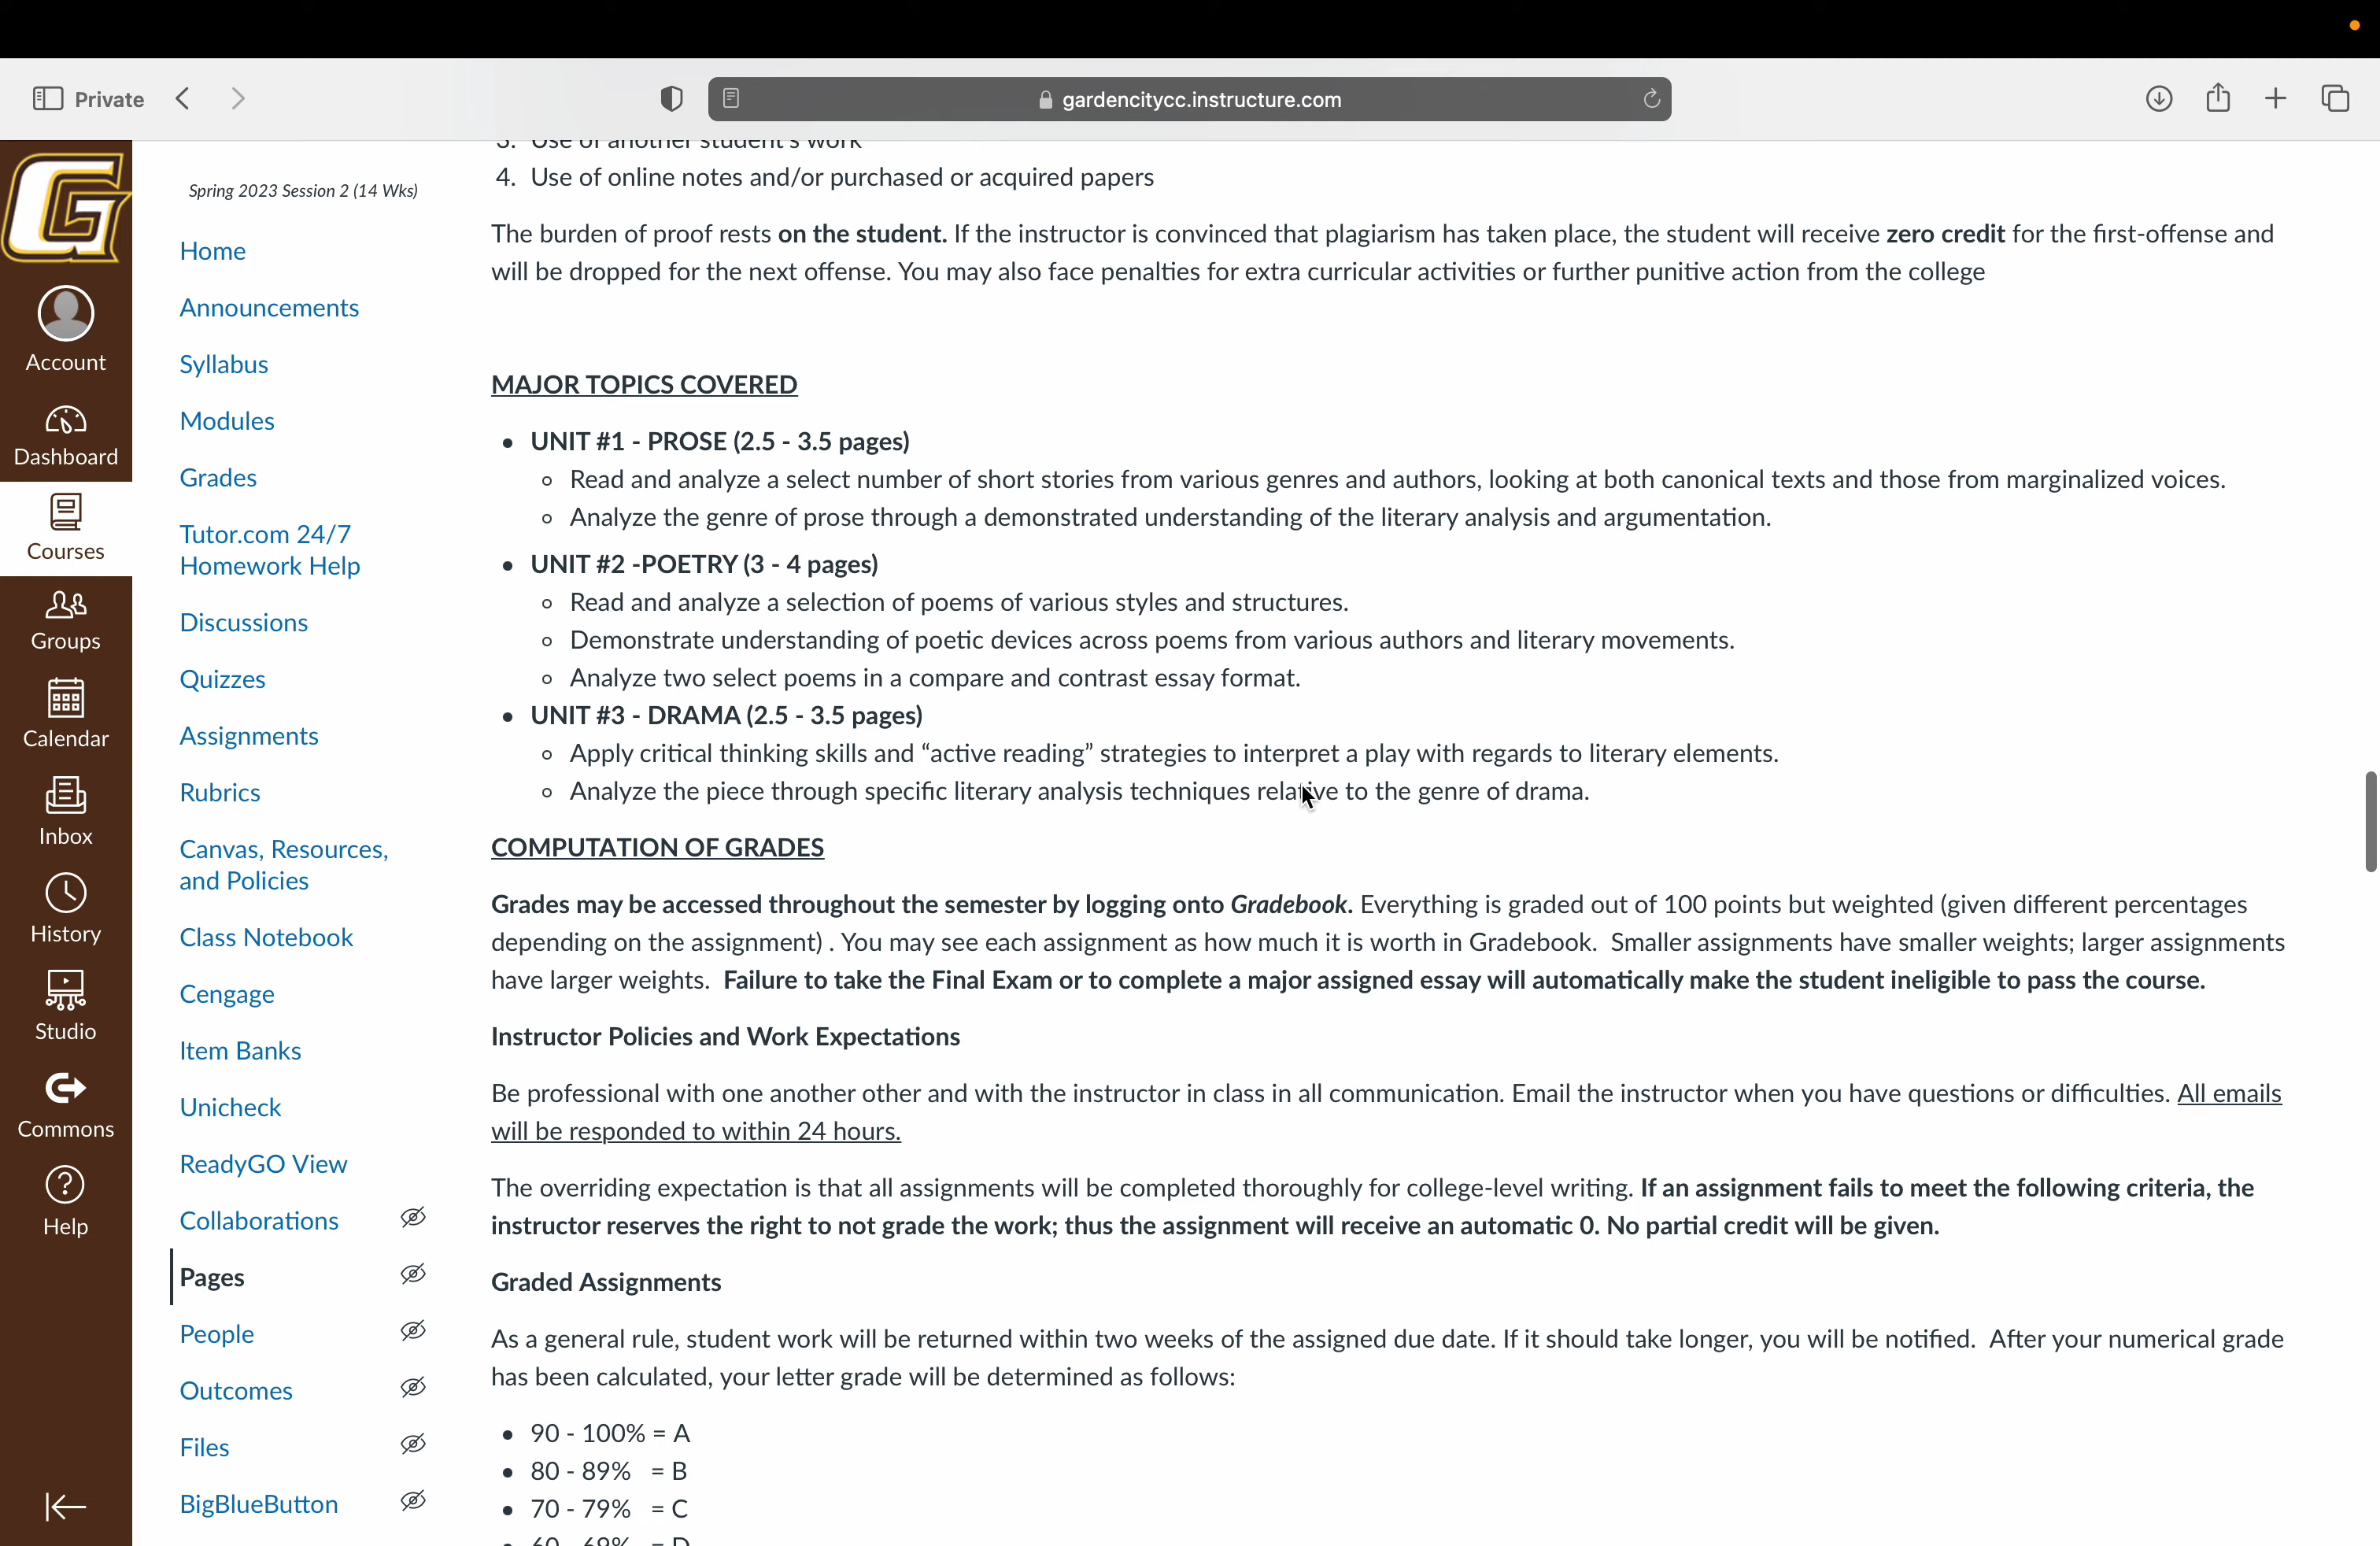 Private
gardencitycc.instructure.com
G
Account
Dashboard
Courses
Groups
Calendar
Inbox
History
Studio
Commons
Help
Spring 2023 Session 2 (14 Wks)
Home
Announcements
Syllabus
Modules
Grades
Tutor.com 24/7
Homework Help
Discussions
Quizzes
Assignments
Rubrics
Canvas, Resources,
and Policies
Class Notebook
Cengage
Item Banks
Unicheck
ReadyGO View
Collaborations
Pages
People
Outcomes
Files
BigBlueButton
3. Use of another student's work
4. Use of online notes and/or purchased or acquired papers
The burden of proof rests on the student. If the instructor is convinced that plagiarism has taken place, the student will receive zero credit for the first-offense and
will be dropped for the next offense. You may also face penalties for extra curricular activities or further punitive action from the college
MAJOR TOPICS COVERED
• UNIT #1 - PROSE (2.5 - 3.5 pages)
◦ Read and analyze a select number of short stories from various genres and authors, looking at both canonical texts and those from marginalized voices.
◦ Analyze the genre of prose through a demonstrated understanding of the literary analysis and argumentation.
• UNIT #2 -POETRY (3 - 4 pages)
◦ Read and analyze a selection of poems of various styles and structures.
◦ Demonstrate understanding of poetic devices across poems from various authors and literary movements.
◦ Analyze two select poems in a compare and contrast essay format.
• UNIT #3 - DRAMA (2.5 - 3.5 pages)
◦ Apply critical thinking skills and “active reading” strategies to interpret a play with regards to literary elements.
◦ Analyze the piece through specific literary analysis techniques relative to the genre of drama.
COMPUTATION OF GRADES
Grades may be accessed throughout the semester by logging onto Gradebook. Everything is graded out of 100 points but weighted (given different percentages
depending on the assignment) . You may see each assignment as how much it is worth in Gradebook. Smaller assignments have smaller weights; larger assignments
have larger weights. Failure to take the Final Exam or to complete a major assigned essay will automatically make the student ineligible to pass the course.
Instructor Policies and Work Expectations
Be professional with one another other and with the instructor in class in all communication. Email the instructor when you have questions or difficulties. All emails
will be responded to within 24 hours.
The overriding expectation is that all assignments will be completed thoroughly for college-level writing. If an assignment fails to meet the following criteria, the
instructor reserves the right to not grade the work; thus the assignment will receive an automatic 0. No partial credit will be given.
Graded Assignments
As a general rule, student work will be returned within two weeks of the assigned due date. If it should take longer, you will be notified. After your numerical grade
has been calculated, your letter grade will be determined as follows:
• 90 - 100% = A
• 80 - 89% = B
• 70 - 79% = C
• 60 - 69% = D